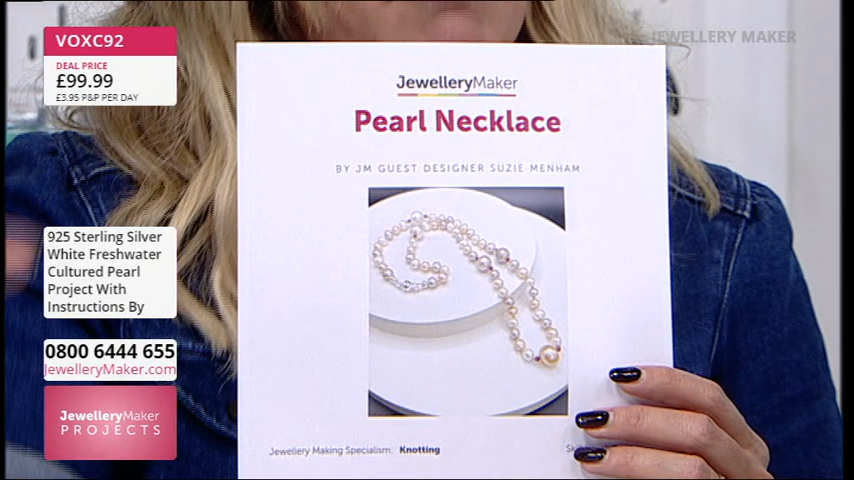 VOXC92
DEAL PRICE
£99.99
£3.95 P&P PER DAY
JEWELLERY MAKER
JewelleryMaker
Pearl Necklace
BY JM GUEST DESIGNER SUZIE MENHAM
925 Sterling Silver
White Freshwater
Cultured Pearl
Project With
Instructions By
0800 6444 655
JewelleryMaker.com
JewelleryMaker
PROJECTS
Jewellery Making Specialism: Knotting